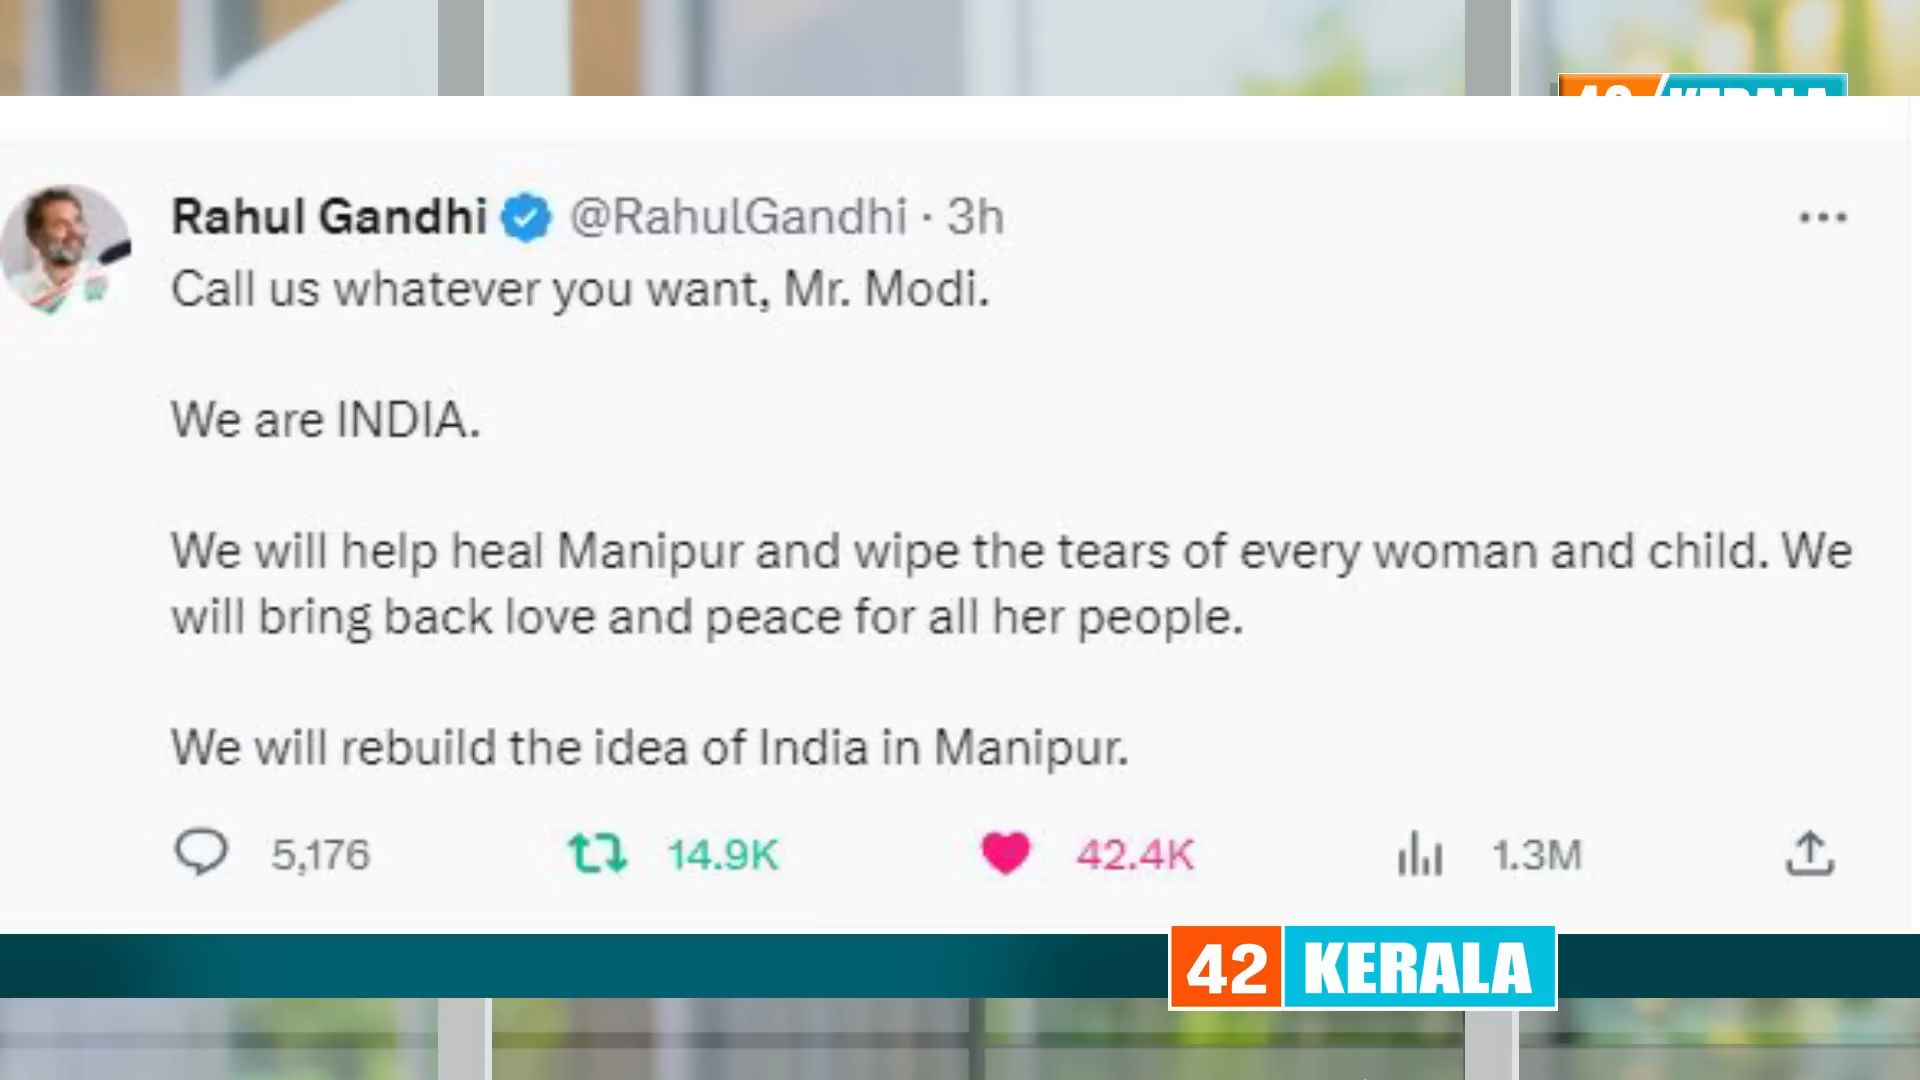 42 KERALA
Rahul Gandhi @RahulGandhi · 3h
Call us whatever you want, Mr. Modi.
We are INDIA.
We will help heal Manipur and wipe the tears of every woman and child. We
will bring back love and peace for all her people.
We will rebuild the idea of India in Manipur.
5,176 14.9K 42.4K 1.3M
42 KERALA